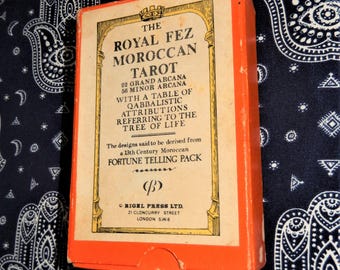 THE
ROYAL FEZ
MOROCCAN
TAROT
22 GRAND ARCANA
56 MINOR ARCANA
WITH A TABLE OF
QABBALISTIC
ATTRIBUTIONS
REFERRING TO THE
TREE OF LIFE
The designs said to be derived from
a 13th Century Moroccan
FORTUNE TELLING PACK
© RIGEL PRESS LTD.
21 CLONCURRY STREET
LONDON S.W.6